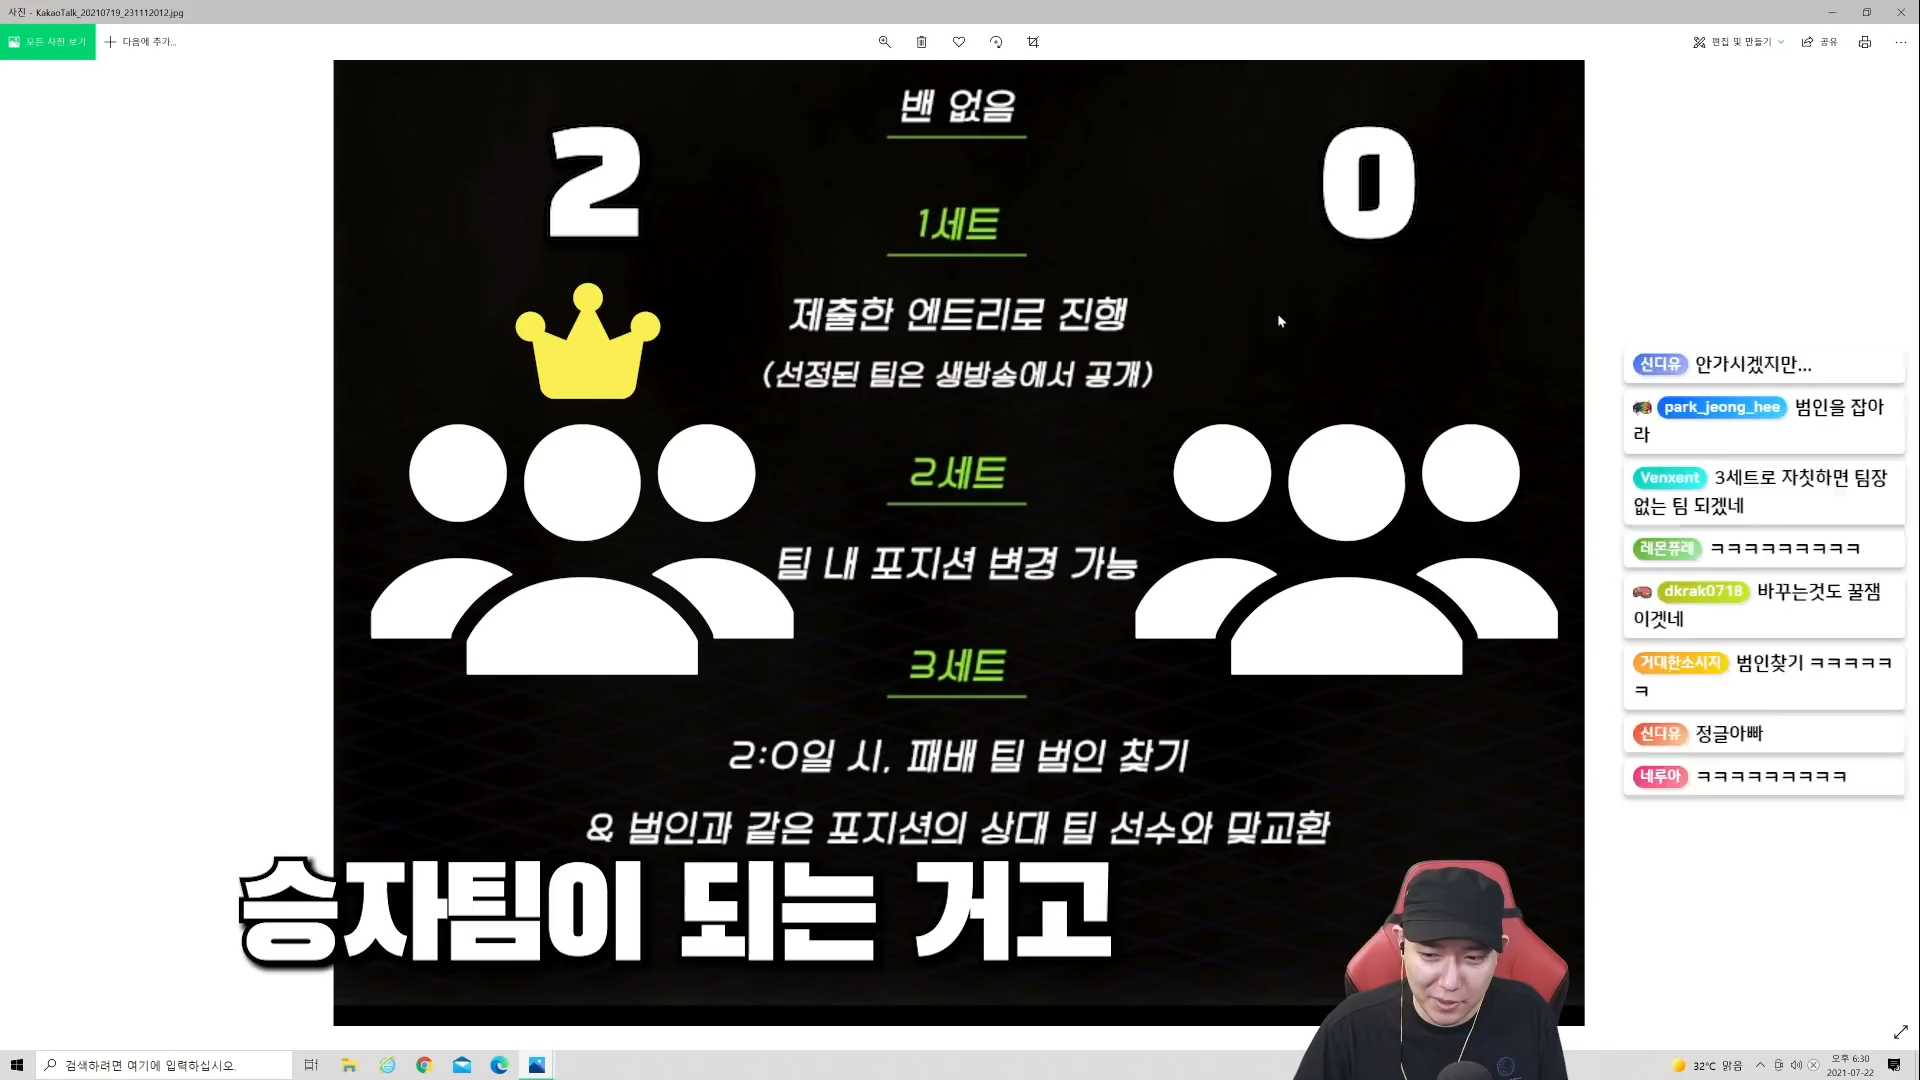 사진 - KakaoTalk_20210719_231112012.jpg
모든 사진 보기
다음에 추가...
편집 및 만들기
공유
밴 없음
2
0
1세트
제출한 엔트리로 진행
(선정된 팀은 생방송에서 공개)
2세트
팀 내 포지션 변경 가능
3세트
2:0일 시, 패배 팀 범인 찾기
& 범인과 같은 포지션의 상대 팀 선수와 맞교환
승자팀이 되는 거고
신디유 안가시겠지만...
park_jeong_hee 범인을 잡아
라
Venxent 3세트로 자칫하면 팀장
없는 팀 되겠네
레몬퓨레 ㅋㅋㅋㅋㅋㅋㅋㅋㅋ
dkrak0718 바꾸는것도 꿀잼
이겟네
거대한소시지 범인찾기 ㅋㅋㅋㅋㅋ
ㅋ
신디유 정글아빠
네루아 ㅋㅋㅋㅋㅋㅋㅋㅋㅋ
검색하려면 여기에 입력하십시오.
32°C 맑음
오후 6:30
2021-07-22